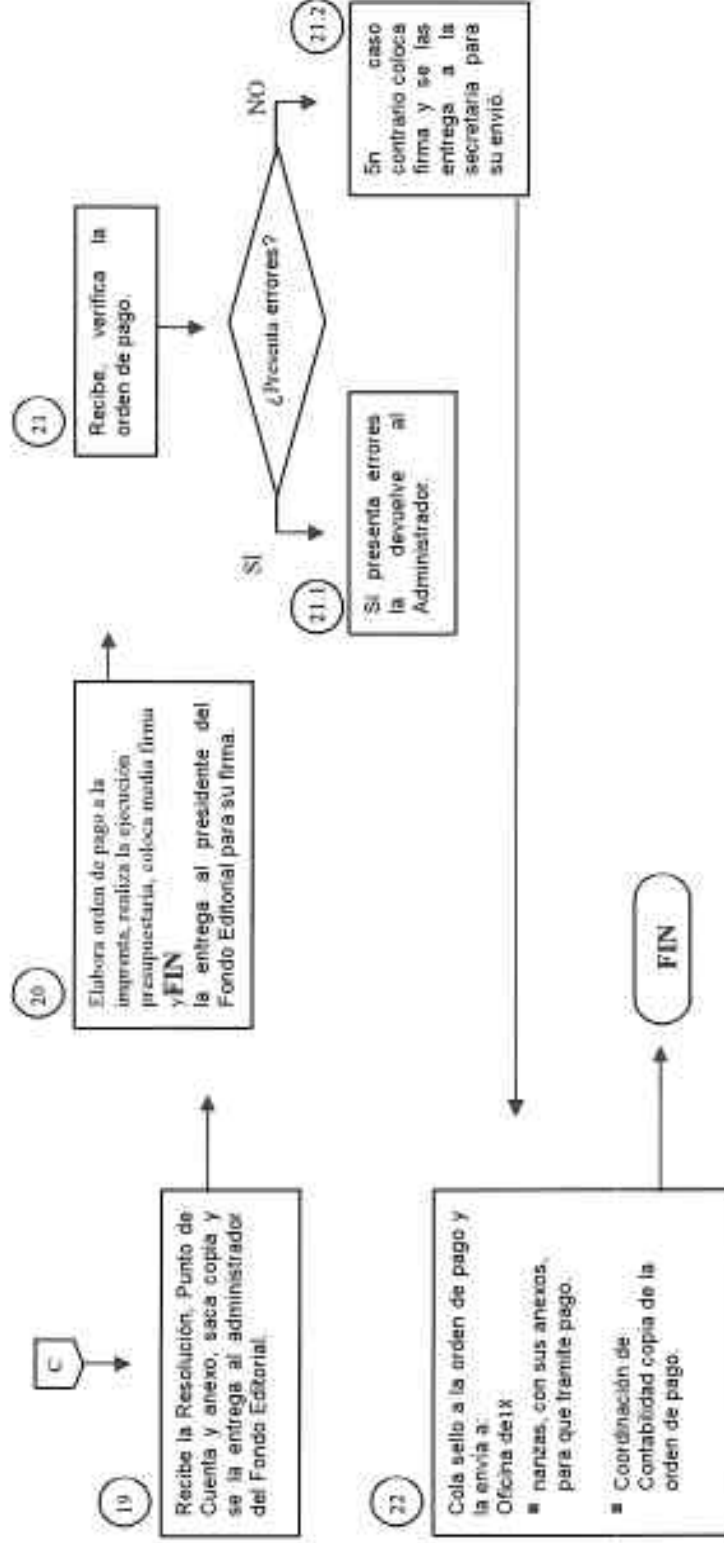 C
19
Recibe la Resolución, Punto de
Cuenta y anexo, saca copia y
se la entrega al administrador
del Fondo Editorial.
20
Elabora orden de pago a la
imprenta, realiza la ejecución
presupuestaria, coloca media firma
y FIN
la entrega al presidente del
Fondo Editorial para su firma.
21
Recibe, verifica la
orden de pago.
¿Presenta errores?
SI
NO
21.1
Si presenta errores
la devuelve al
Administrador.
21.2
5n caso
contrario coloca
firma y se las
entrega a la
secretaria para
su envió.
22
Cola sello a la orden de pago y
la envía a:
Oficina de1x
■ nanzas, con sus anexos,
para que tramite pago.
■ Coordinación de
Contabilidad copia de la
orden de pago.
FIN